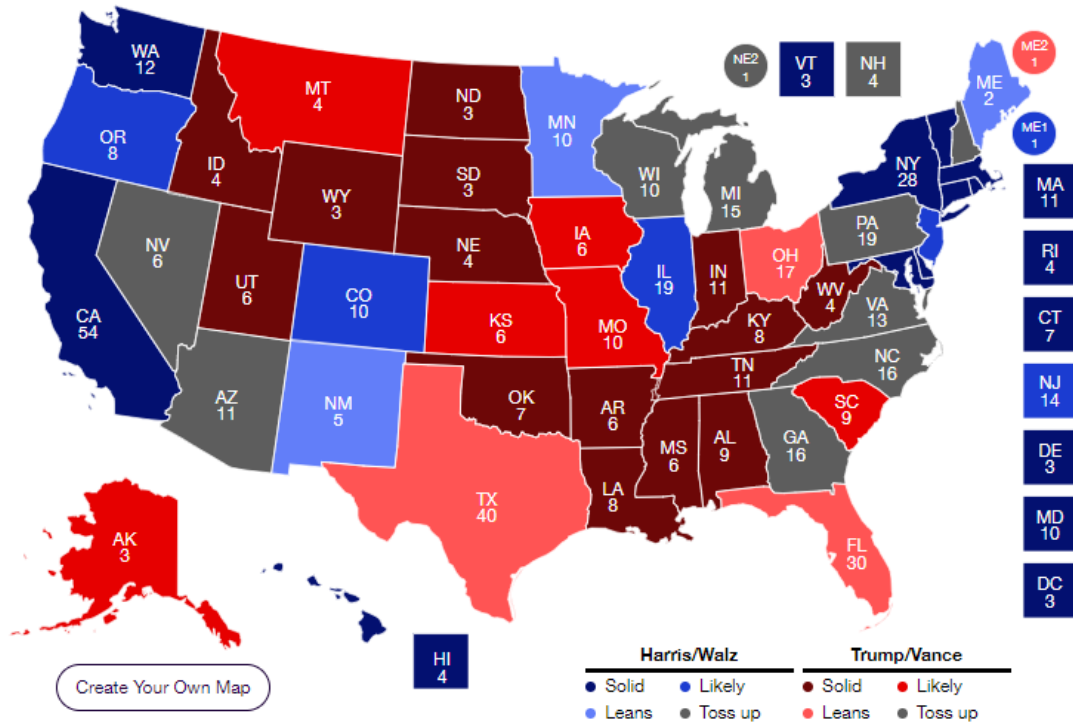 WA
12
OR
8
CA
54
NV
6
ID
4
MT
4
WY
3
UT
6
CO
10
AZ
11
NM
5
ND
3
SD
3
NE
4
KS
6
OK
7
TX
40
MN
10
IA
6
MO
10
AR
6
LA
8
WI
10
IL
19
MI
15
IN
11
OH
17
KY
8
TN
11
MS
6
AL
9
GA
16
FL
30
SC
9
NC
16
VA
13
WV
4
PA
19
NY
28
ME
2
NE2
1
VT
3
NH
4
ME2
1
ME1
1
MA
11
RI
4
CT
7
NJ
14
DE
3
MD
10
DC
3
AK
3
HI
4
Create Your Own Map
Harris/Walz
Solid Likely
Leans Toss up
Trump/Vance
Solid Likely
Leans Toss up